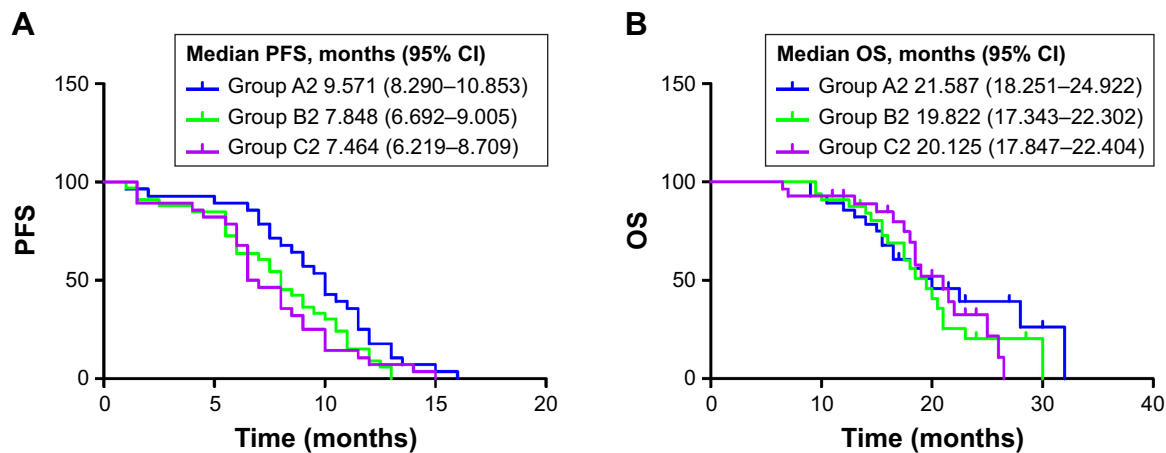 A
Median PFS, months (95% CI)
Group A2 9.571 (8.290–10.853)
Group B2 7.848 (6.692–9.005)
Group C2 7.464 (6.219–8.709)
150
100
50
0
PFS
0 5 10 15 20
Time (months)
B
Median OS, months (95% CI)
Group A2 21.587 (18.251–24.922)
Group B2 19.822 (17.343–22.302)
Group C2 20.125 (17.847–22.404)
150
100
50
0
OS
0 10 20 30 40
Time (months)